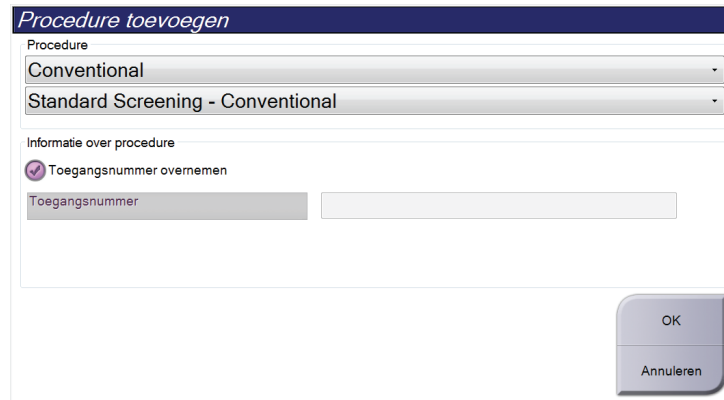 Procedure toevoegen
Procedure
Conventional
Standard Screening - Conventional
Informatie over procedure
Toegangsnummer overnemen
Toegangsnummer
OK
Annuleren